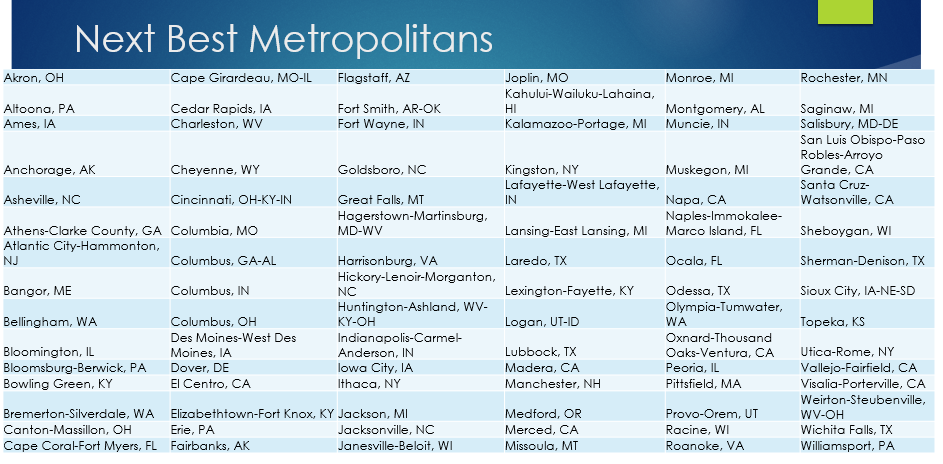 Next Best Metropolitans
Akron, OH Cape Girardeau, MO-IL Flagstaff, AZ Joplin, MO Monroe, MI Rochester, MN
Altoona, PA Cedar Rapids, IA Fort Smith, AR-OK Kahului-Wailuku-Lahaina, HI Montgomery, AL Saginaw, MI
Ames, IA Charleston, WV Fort Wayne, IN Kalamazoo-Portage, MI Muncie, IN Salisbury, MD-DE
Anchorage, AK Cheyenne, WY Goldsboro, NC Kingston, NY Muskegon, MI San Luis Obispo-Paso Robles-Arroyo Grande, CA
Asheville, NC Cincinnati, OH-KY-IN Great Falls, MT Lafayette-West Lafayette, IN Napa, CA Santa Cruz-Watsonville, CA
Athens-Clarke County, GA Columbia, MO Hagerstown-Martinsburg, MD-WV Lansing-East Lansing, MI Naples-Immokalee-Marco Island, FL Sheboygan, WI
Atlantic City-Hammonton, NJ Columbus, GA-AL Harrisonburg, VA Laredo, TX Ocala, FL Sherman-Denison, TX
Bangor, ME Columbus, IN Hickory-Lenoir-Morganton, NC Lexington-Fayette, KY Odessa, TX Sioux City, IA-NE-SD
Bellingham, WA Columbus, OH Huntington-Ashland, WV-KY-OH Logan, UT-ID Olympia-Tumwater, WA Topeka, KS
Bloomington, IL Des Moines-West Des Moines, IA Indianapolis-Carmel-Anderson, IN Lubbock, TX Oxnard-Thousand Oaks-Ventura, CA Utica-Rome, NY
Bloomsburg-Berwick, PA Dover, DE Iowa City, IA Madera, CA Peoria, IL Vallejo-Fairfield, CA
Bowling Green, KY El Centro, CA Ithaca, NY Manchester, NH Pittsfield, MA Visalia-Porterville, CA
Bremerton-Silverdale, WA Elizabethtown-Fort Knox, KY Jackson, MI Medford, OR Provo-Orem, UT Weirton-Steubenville, WV-OH
Canton-Massillon, OH Erie, PA Jacksonville, NC Merced, CA Racine, WI Wichita Falls, TX
Cape Coral-Fort Myers, FL Fairbanks, AK Janesville-Beloit, WI Missoula, MT Roanoke, VA Williamsport, PA